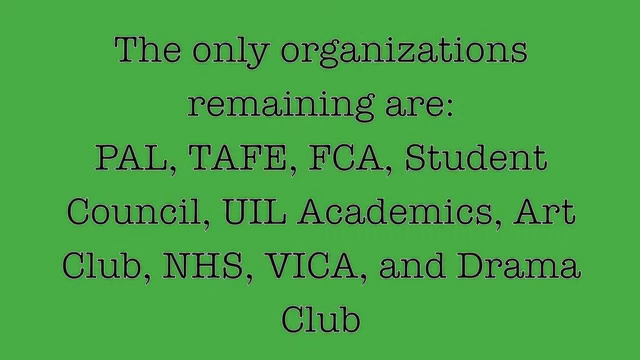 The only organizations
remaining are:
PAL, TAFE, FCA, Student
Council, UIL Academics, Art
Club, NHS, VICA, and Drama
Club